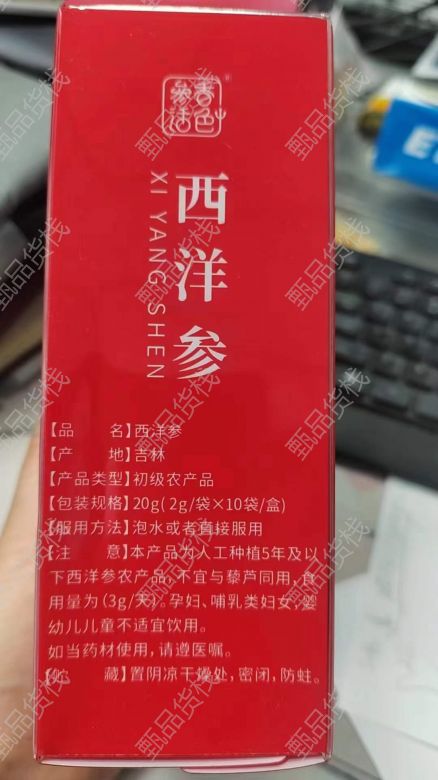 西洋参
XI YANG SHEN
【品 名】西洋参
【产 地】吉林
【产品类型】初级农产品
【包装规格】20g(2g/袋×10袋/盒)
【服用方法】泡水或者直接服用
【注 意】本产品为人工种植5年及以
下西洋参农产品,不宜与藜芦同用,食
用量为(3g/天)。孕妇、哺乳类妇女,婴
幼儿儿童不适宜饮用。
如当药材使用,请遵医嘱。
【贮 藏】置阴凉干燥处,密闭,防蛀。
甄品货栈